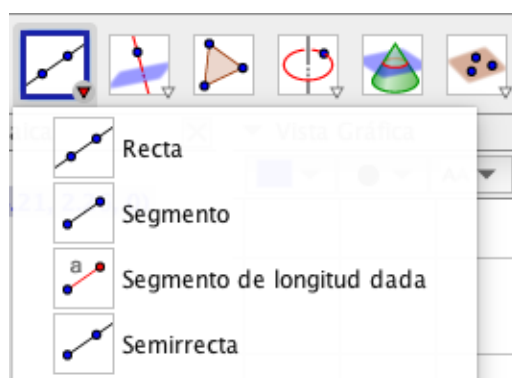 Vista Gráfica
Recta
Segmento
a
Segmento de longitud dada
Semirrecta